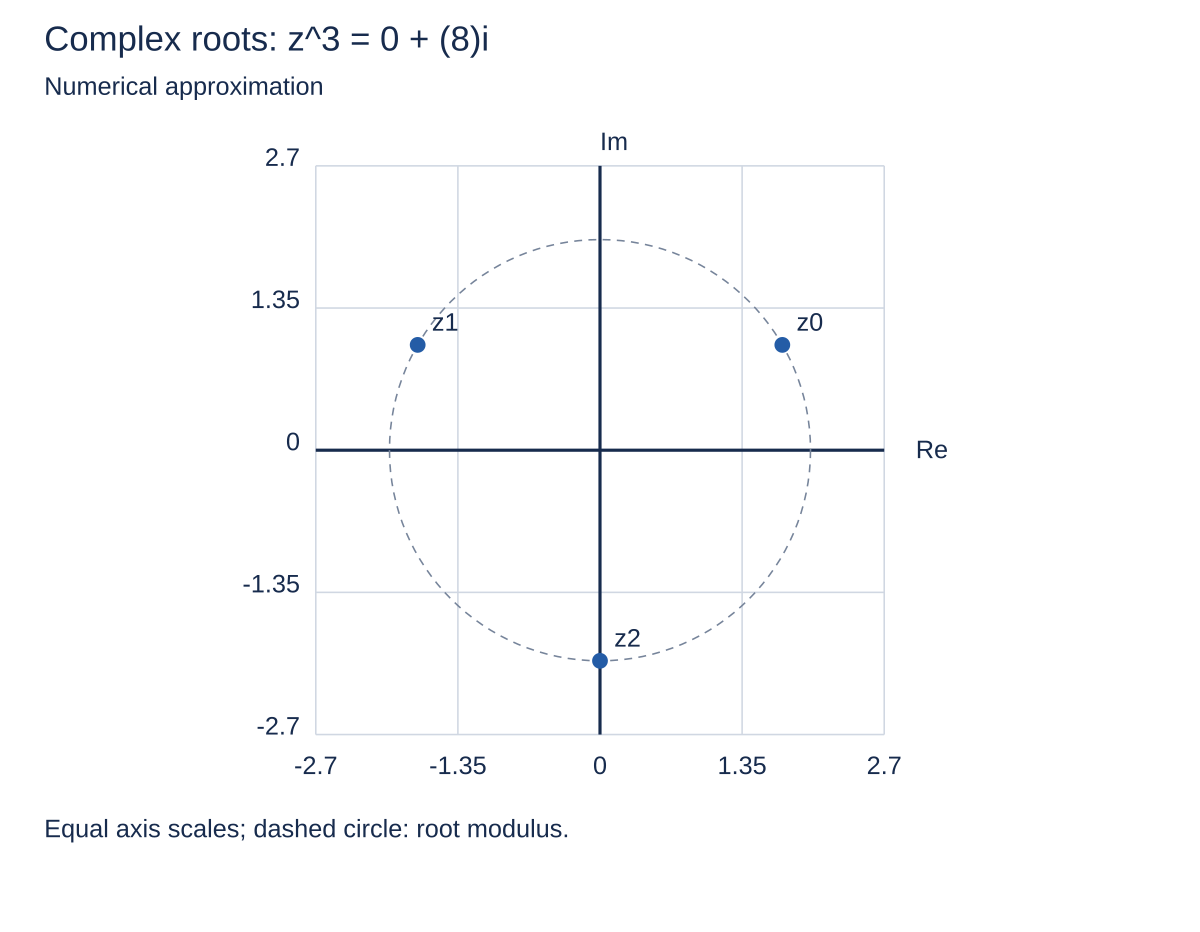 Complex roots: z^3 = 0 + (8)i
Numerical approximation
Im
2.7
1.35
z1
z0
0
Re
-1.35
z2
-2.7
-2.7 -1.35 0 1.35 2.7
Equal axis scales; dashed circle: root modulus.